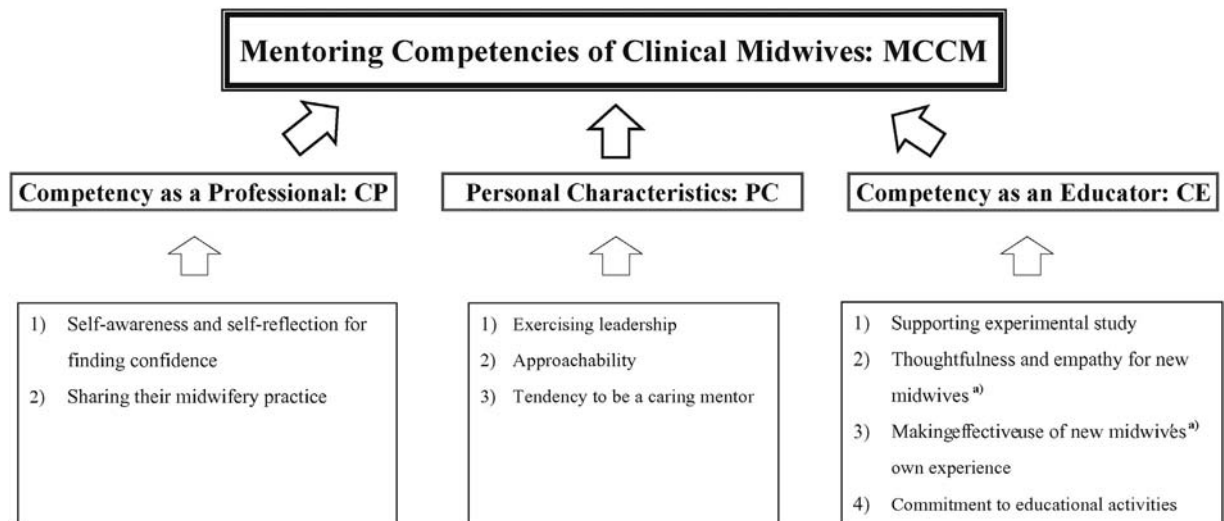 Mentoring Competencies of Clinical Midwives: MCCM
Competency as a Professional: CP
Personal Characteristics: PC
Competency as an Educator: CE
1) Self-awareness and self-reflection for
finding confidence
2) Sharing their midwifery practice
1) Exercising leadership
2) Approachability
3) Tendency to be a caring mentor
1) Supporting experimental study
2) Thoughtfulness and empathy for new
midwives a)
3) Makingeffectiveuse of new midwives' a)
own experience
4) Commitment to educational activities